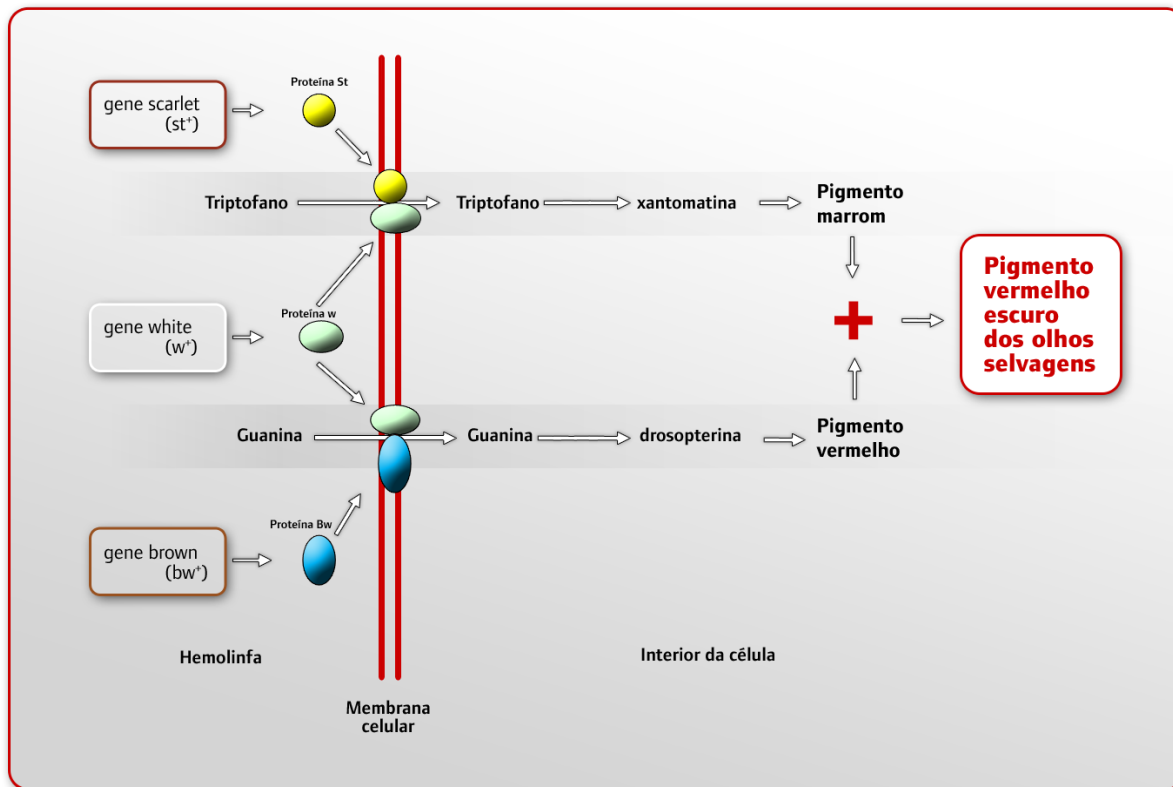 Proteína St
gene scarlet
(st⁺)
Triptofano
Triptofano
xantomatina
Pigmento
marrom
Proteína w
gene white
(w⁺)
Pigmento
vermelho
escuro
dos olhos
selvagens
Guanina
Guanina
drosopterina
Pigmento
vermelho
Proteína Bw
gene brown
(bw⁺)
Hemolinfa
Interior da célula
Membrana
celular